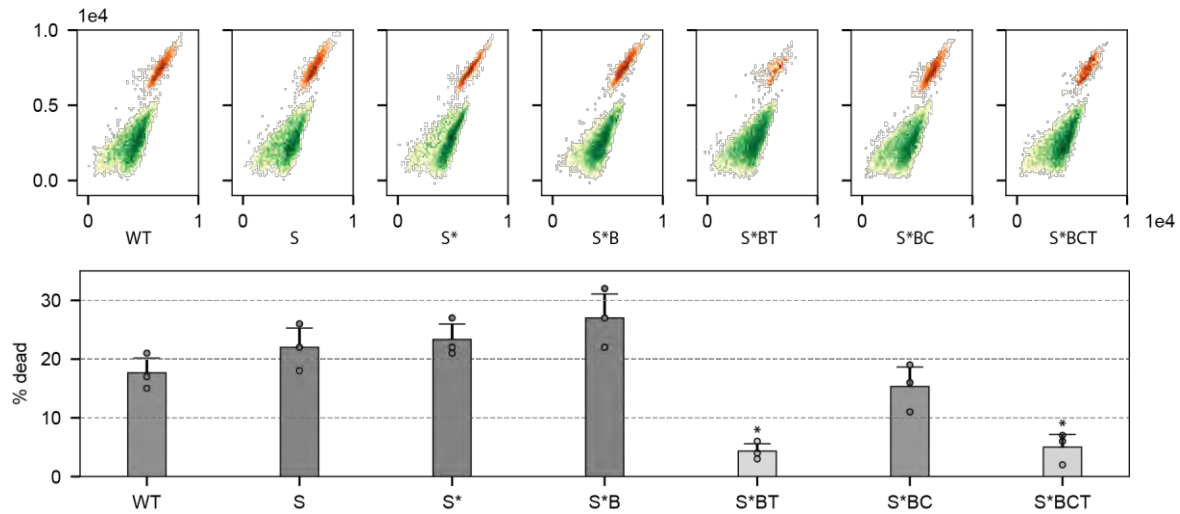 1e4
1.0
0.5
0.0
0 1 0 1 0 1 0 1 0 1 0 1 0 1 1e4
WT S S* S*B S*BT S*BC S*BCT
30
20
10
0
% dead
* *
WT S S* S*B S*BT S*BC S*BCT